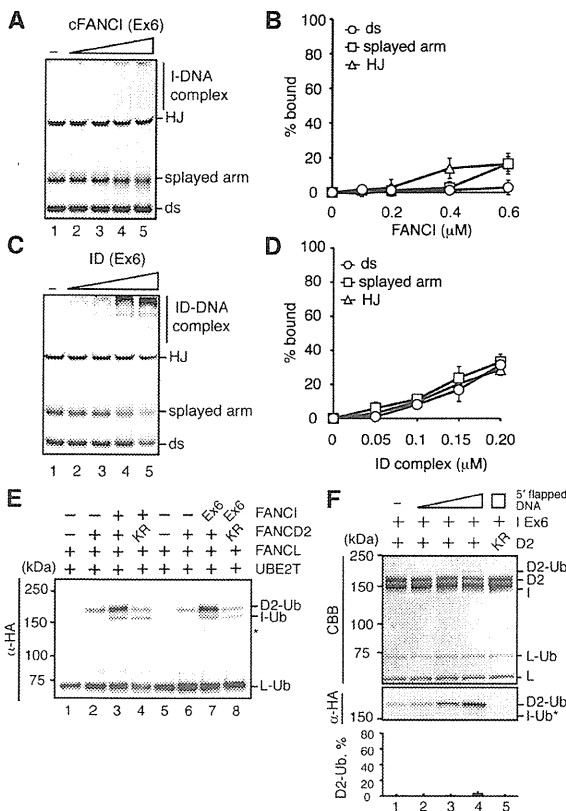 A
cFANCI (Ex6)
–
I-DNA
complex
HJ
splayed arm
ds
1 2 3 4 5
B
100
80
60
40
20
0
% bound
ds
splayed arm
HJ
0 0.2 0.4 0.6
FANCI (µM)
C
ID (Ex6)
–
ID-DNA
complex
HJ
splayed arm
ds
1 2 3 4 5
D
100
80
60
40
20
0
% bound
ds
splayed arm
HJ
0 0.05 0.10 0.15 0.20
ID complex (µM)
E
– – + + – – Ex6 Ex6 FANCI
– + + KR – + + KR FANCD2
+ + + + + + + + FANCL
+ + + + + + + + UBE2T
(kDa)
250
150
100
75
α-HA
D2-Ub
I-Ub
*
L-Ub
1 2 3 4 5 6 7 8
F
–
5' flapped
DNA
+ + + + + I Ex6
+ + + + KR D2
(kDa)
250
150
100
75
CBB
D2-Ub
D2
I
L-Ub
L
α-HA
150
D2-Ub
I-Ub*
D2-Ub, %
80
60
40
20
0
1 2 3 4 5